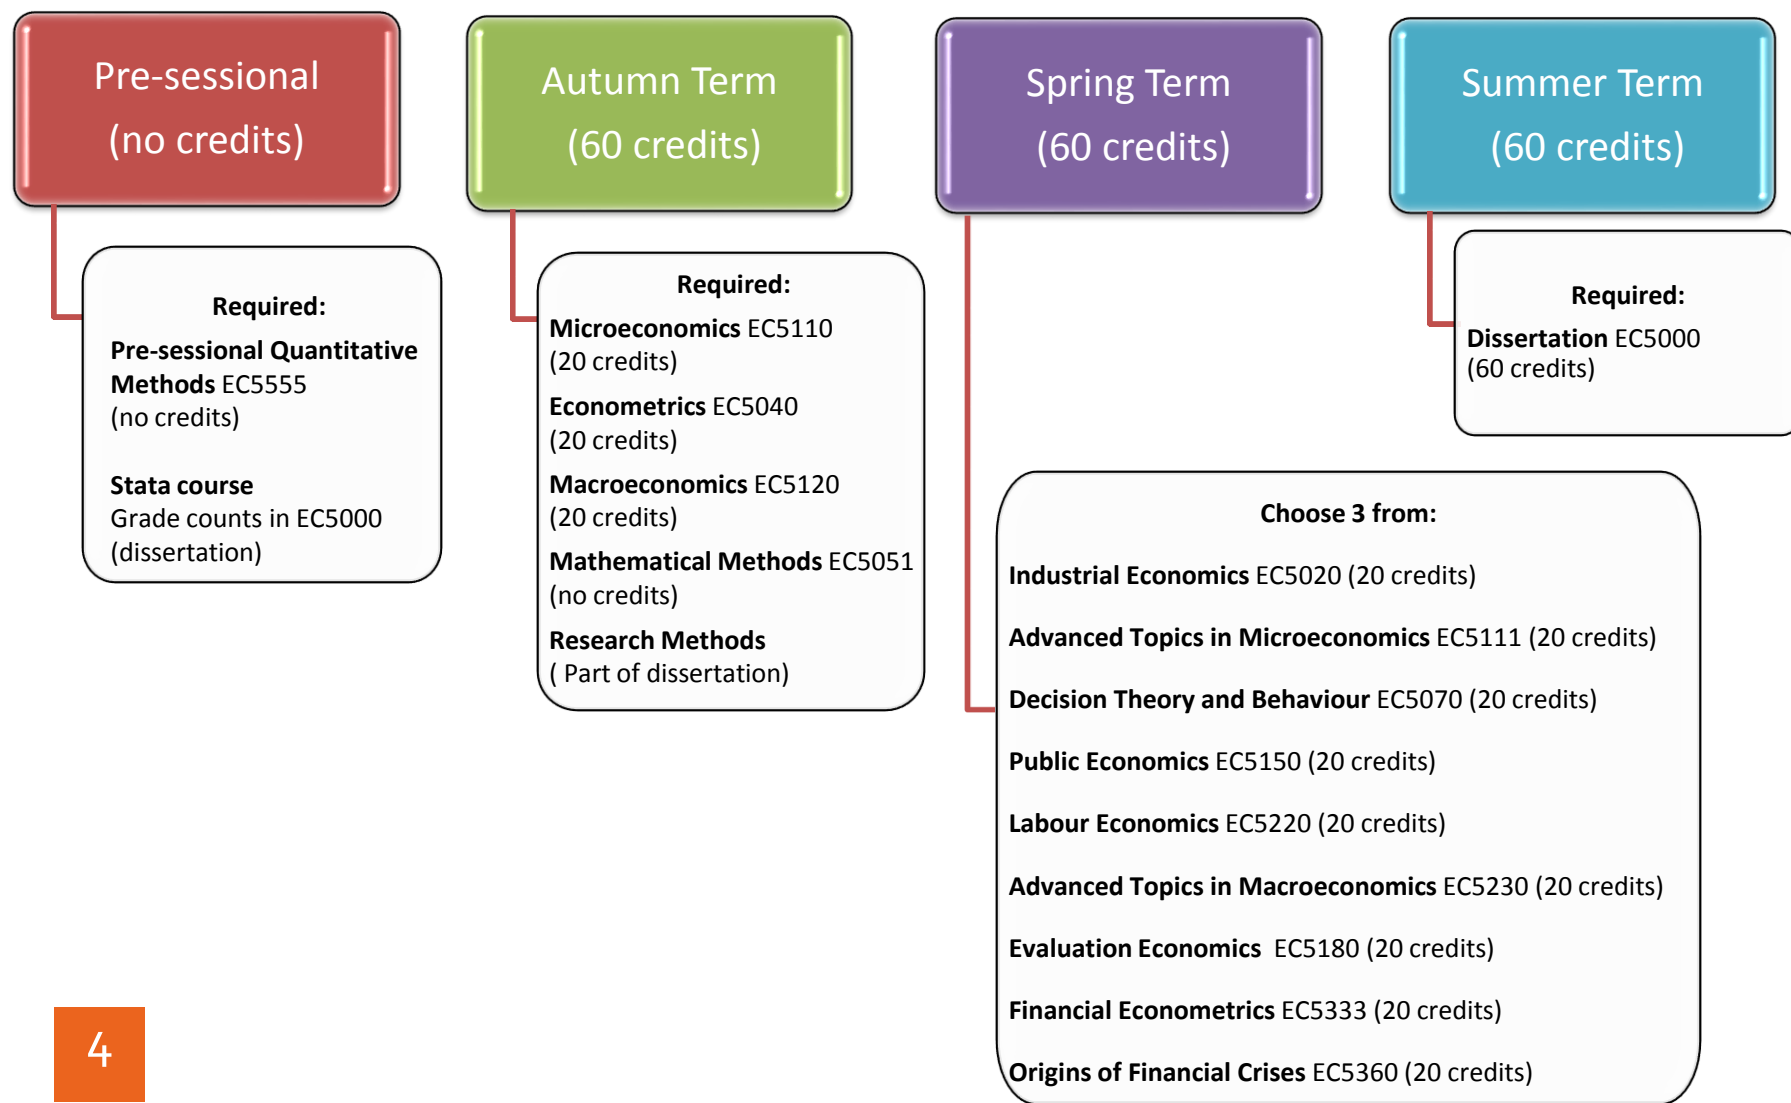 Pre-sessional
(no credits)
Required:
Pre-sessional Quantitative
Methods EC5555
(no credits)
Stata course
Grade counts in EC5000
(dissertation)
Autumn Term
(60 credits)
Required:
Microeconomics EC5110
(20 credits)
Econometrics EC5040
(20 credits)
Macroeconomics EC5120
(20 credits)
Mathematical Methods EC5051
(no credits)
Research Methods
( Part of dissertation)
Spring Term
(60 credits)
Choose 3 from:
Industrial Economics EC5020 (20 credits)
Advanced Topics in Microeconomics EC5111 (20 credits)
Decision Theory and Behaviour EC5070 (20 credits)
Public Economics EC5150 (20 credits)
Labour Economics EC5220 (20 credits)
Advanced Topics in Macroeconomics EC5230 (20 credits)
Evaluation Economics  EC5180 (20 credits)
Financial Econometrics EC5333 (20 credits)
Origins of Financial Crises EC5360 (20 credits)
Summer Term
(60 credits)
Required:
Dissertation EC5000
(60 credits)
4